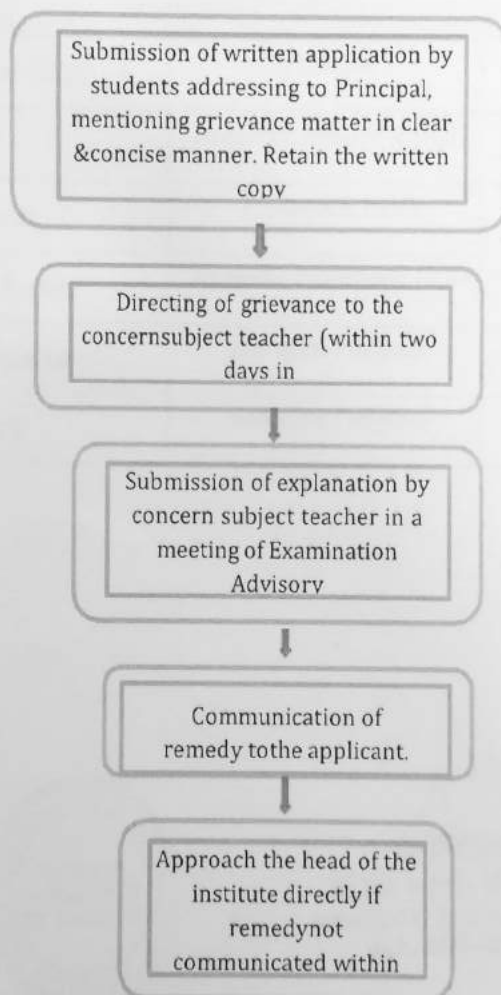 Submission of written application by
students addressing to Principal,
mentioning grievance matter in clear
&concise manner. Retain the written
copy
Directing of grievance to the
concernsubject teacher (within two
days in
Submission of explanation by
concern subject teacher in a
meeting of Examination
Advisory
Communication of
remedy tothe applicant.
Approach the head of the
institute directly if
remedynot
communicated within